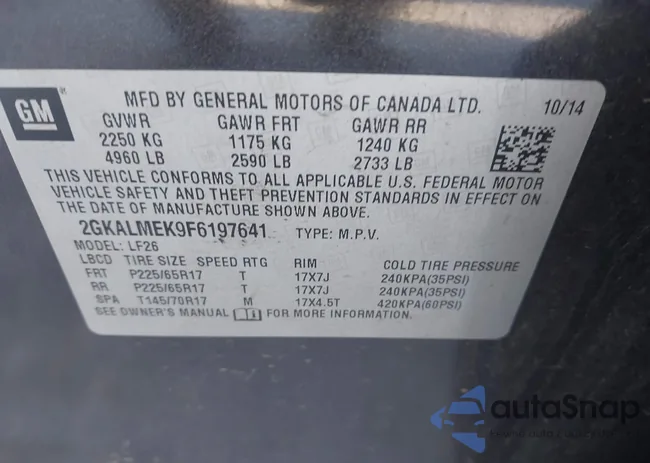 GM
MFD BY GENERAL MOTORS OF CANADA LTD. 10/14
GVWR GAWR FRT GAWR RR
2250 KG 1175 KG 1240 KG
4960 LB 2590 LB 2733 LB
THIS VEHICLE CONFORMS TO ALL APPLICABLE U.S. FEDERAL MOTOR
VEHICLE SAFETY AND THEFT PREVENTION STANDARDS IN EFFECT ON
THE DATE OF MANUFACTURE SHOWN ABOVE.
2GKALMEK9F6197641 TYPE: M.P.V.
MODEL: LF26
LBCD TIRE SIZE SPEED RTG RIM COLD TIRE PRESSURE
FRT P225/65R17 T 17X7J 240KPA(35PSI)
RR P225/65R17 T 17X7J 240KPA(35PSI)
SPA T145/70R17 M 17X4.5T 420KPA(60PSI)
SEE OWNER'S MANUAL FOR MORE INFORMATION.
autoSnap